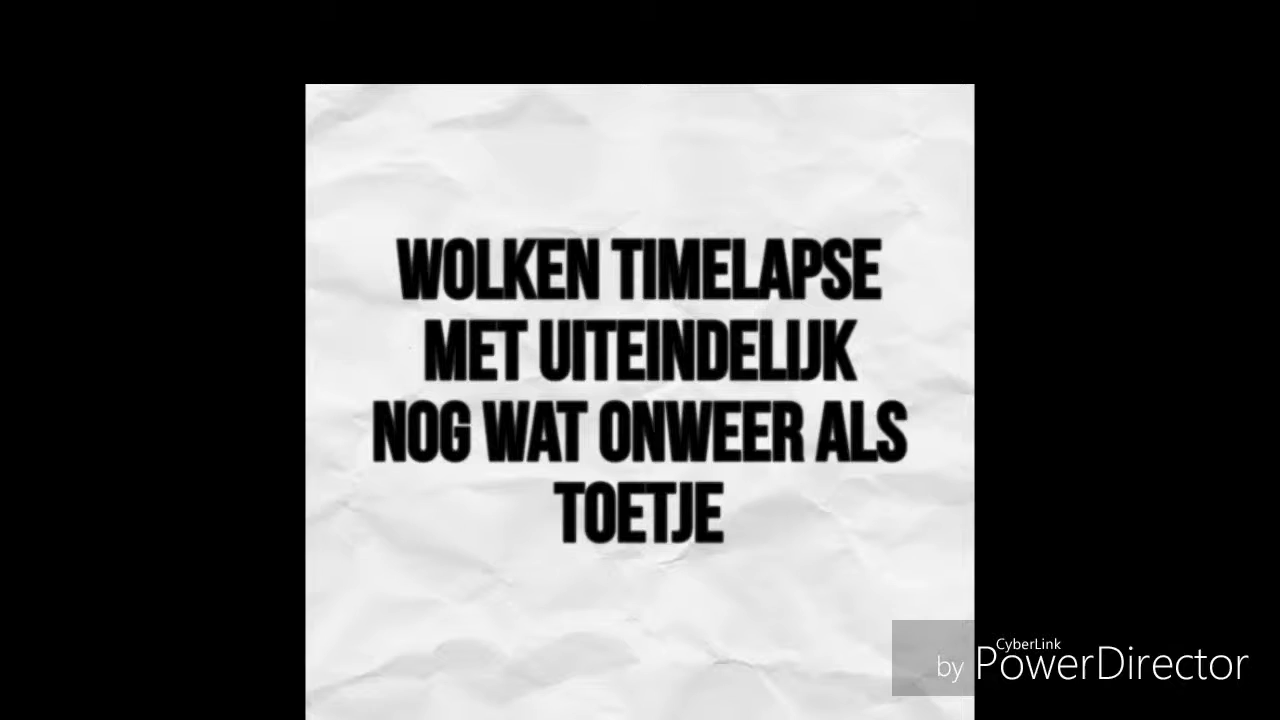 WOLKEN TIMELAPSE
MET UITEINDELIJK
NOG WAT ONWEER ALS
TOETJE
CyberLink
by PowerDirector